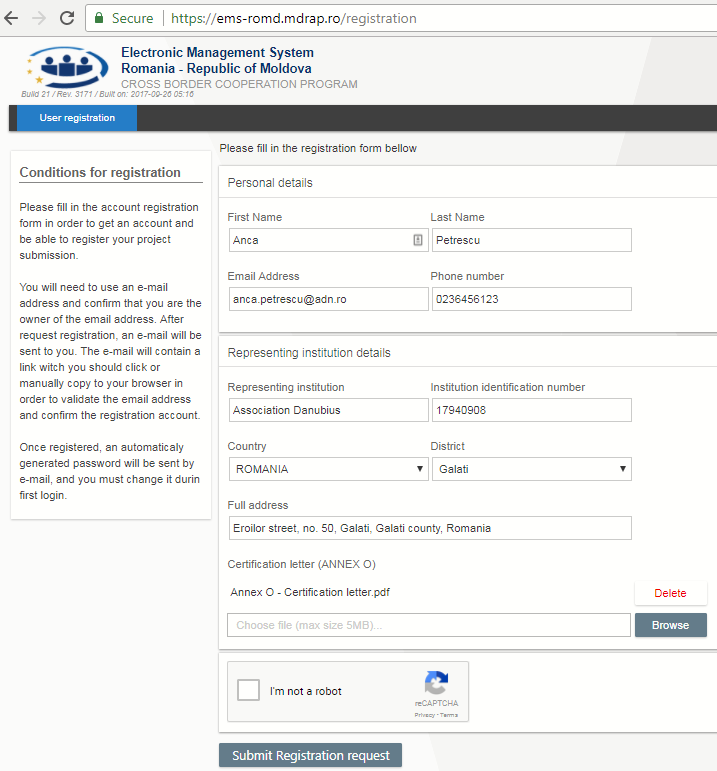 Secure https://ems-romd.mdrap.ro/registration
Electronic Management System
Romania - Republic of Moldova
CROSS BORDER COOPERATION PROGRAM
Build 21 / Rev. 3171 / Built on: 2017-09-26 05:16
User registration
Conditions for registration
Please fill in the account registration
form in order to get an account and
be able to register your project
submission.
You will need to use an e-mail
address and confirm that you are the
owner of the email address. After
request registration, an e-mail will be
sent to you. The e-mail will contain a
link witch you should click or
manually copy to your browser in
order to validate the email address
and confirm the registration account.
Once registered, an automaticaly
generated password will be sent by
e-mail, and you must change it durin
first login.
Please fill in the registration form bellow
Personal details
First Name Last Name
Anca Petrescu
Email Address Phone number
anca.petrescu@adn.ro 0236456123
Representing institution details
Representing institution Institution identification number
Association Danubius 17940908
Country District
ROMANIA Galati
Full address
Eroilor street, no. 50, Galati, Galati county, Romania
Certification letter (ANNEX O)
Annex O - Certification letter.pdf Delete
Choose file (max size 5MB)... Browse
I'm not a robot
reCAPTCHA
Privacy - Terms
Submit Registration request